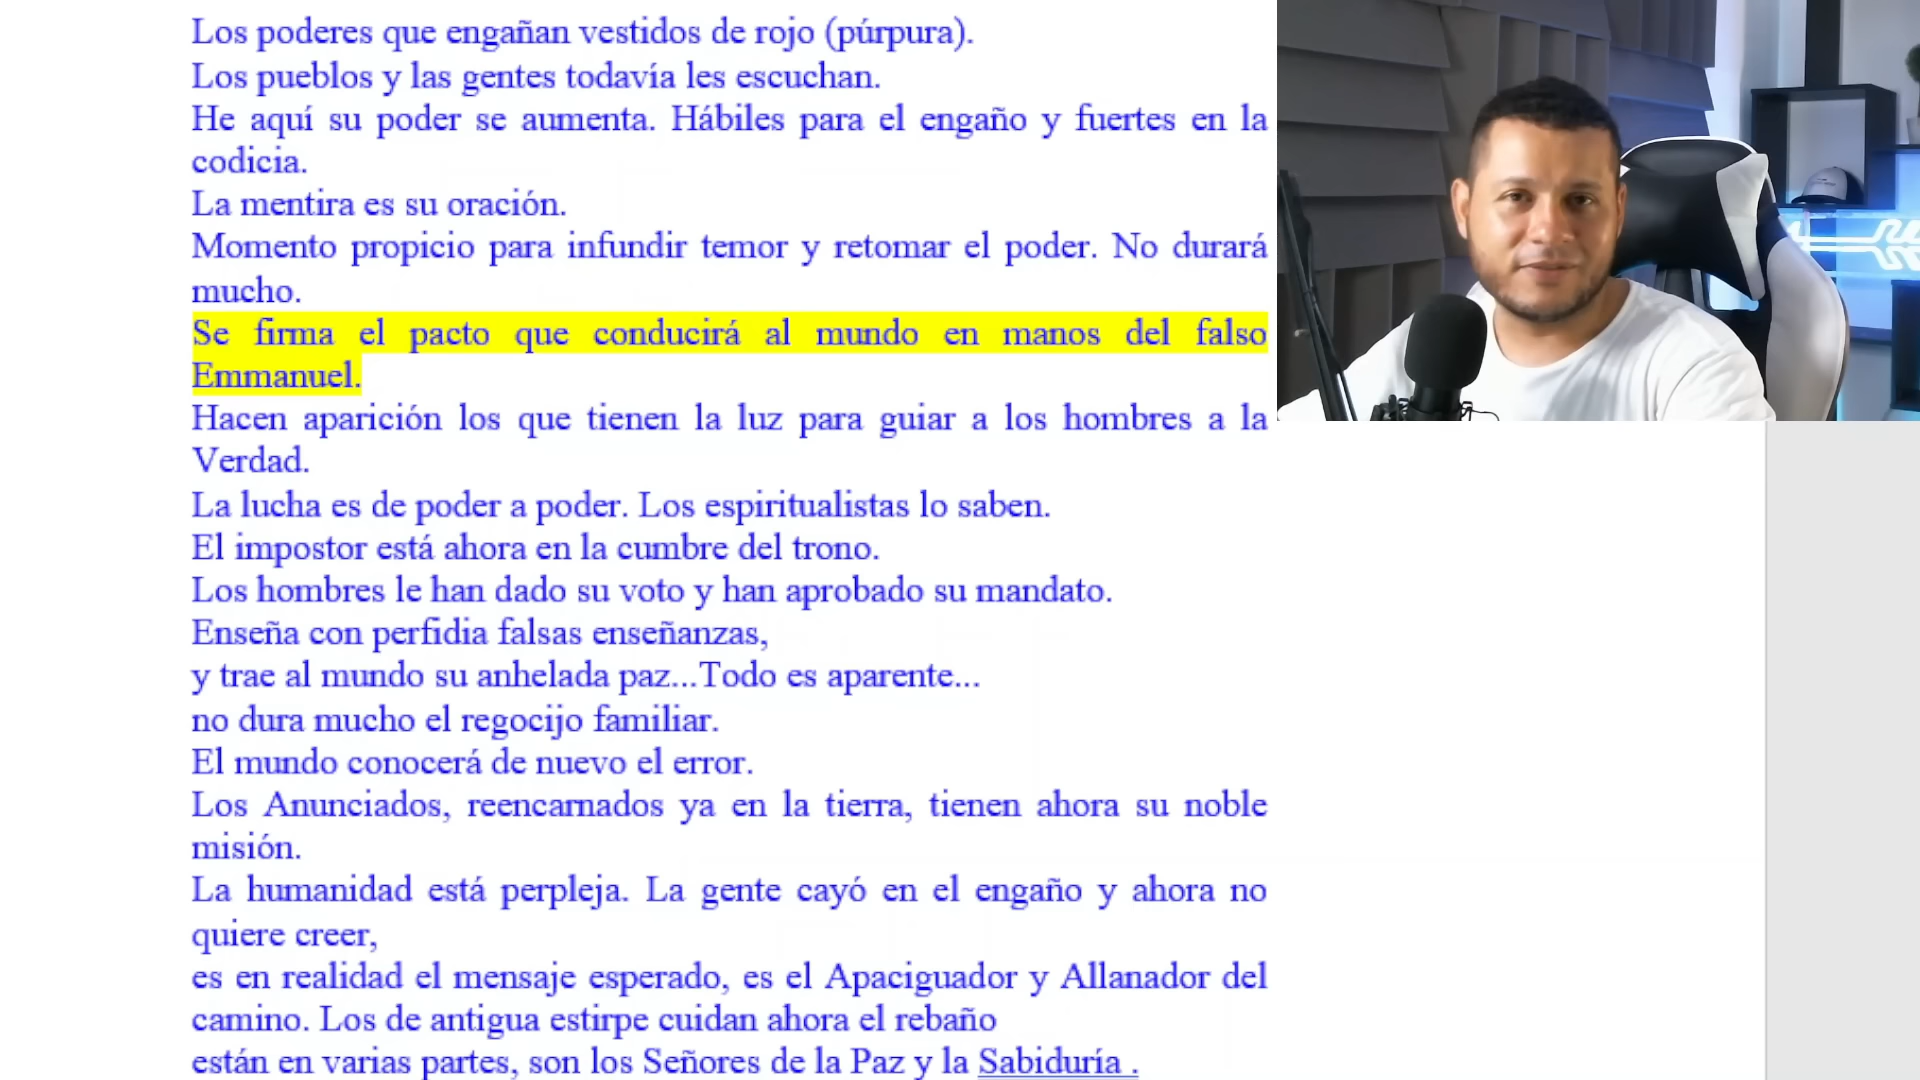 Los poderes que engañan vestidos de rojo (púrpura).
Los pueblos y las gentes todavía les escuchan.
He aquí su poder se aumenta. Hábiles para el engaño y fuertes en la
codicia.
La mentira es su oración.
Momento propicio para infundir temor y retomar el poder. No durará
mucho.
Se firma el pacto que conducirá al mundo en manos del falso
Emmanuel.
Hacen aparición los que tienen la luz para guiar a los hombres a la
Verdad.
La lucha es de poder a poder. Los espiritualistas lo saben.
El impostor está ahora en la cumbre del trono.
Los hombres le han dado su voto y han aprobado su mandato.
Enseña con perfidia falsas enseñanzas,
y trae al mundo su anhelada paz...Todo es aparente...
no dura mucho el regocijo familiar.
El mundo conocerá de nuevo el error.
Los Anunciados, reencarnados ya en la tierra, tienen ahora su noble
misión.
La humanidad está perpleja. La gente cayó en el engaño y ahora no
quiere creer,
es en realidad el mensaje esperado, es el Apaciguador y Allanador del
camino. Los de antigua estirpe cuidan ahora el rebaño
están en varias partes, son los Señores de la Paz y la Sabiduría .